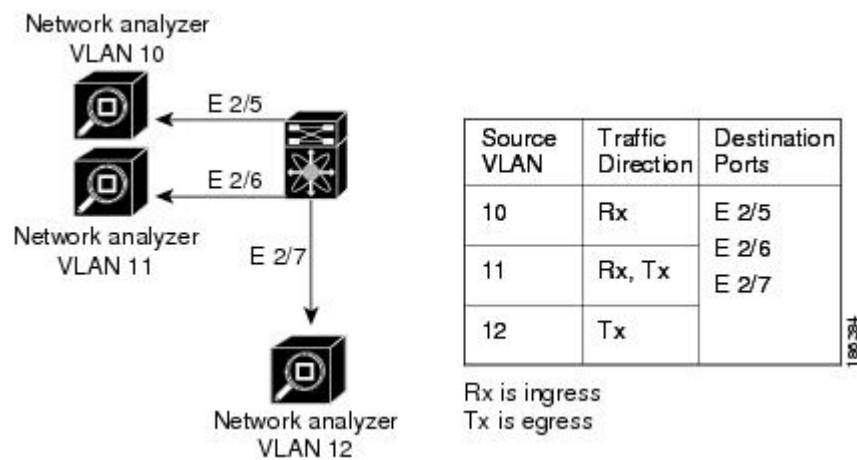 Network analyzer
VLAN 10
E 2/5
E 2/6
Network analyzer
VLAN 11
E 2/7
Network analyzer
VLAN 12
Source VLAN Traffic Direction Destination Ports
10 Rx E 2/5
E 2/6
11 Rx, Tx E 2/7
12 Tx
Rx is ingress
Tx is egress